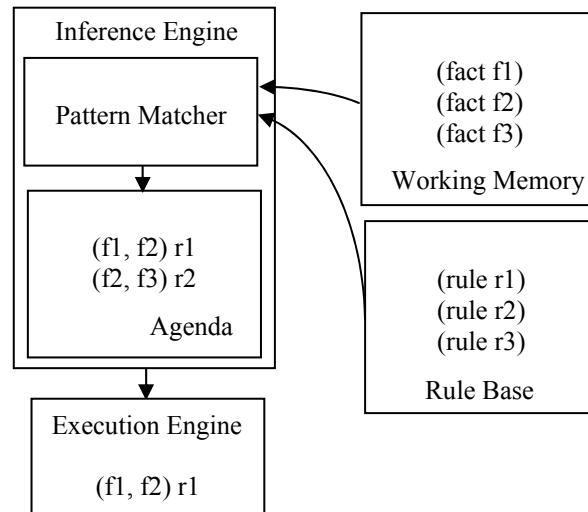 Inference Engine
Pattern Matcher
(f1, f2) r1
(f2, f3) r2
Agenda
Execution Engine
(f1, f2) r1
(fact f1)
(fact f2)
(fact f3)
Working Memory
(rule r1)
(rule r2)
(rule r3)
Rule Base